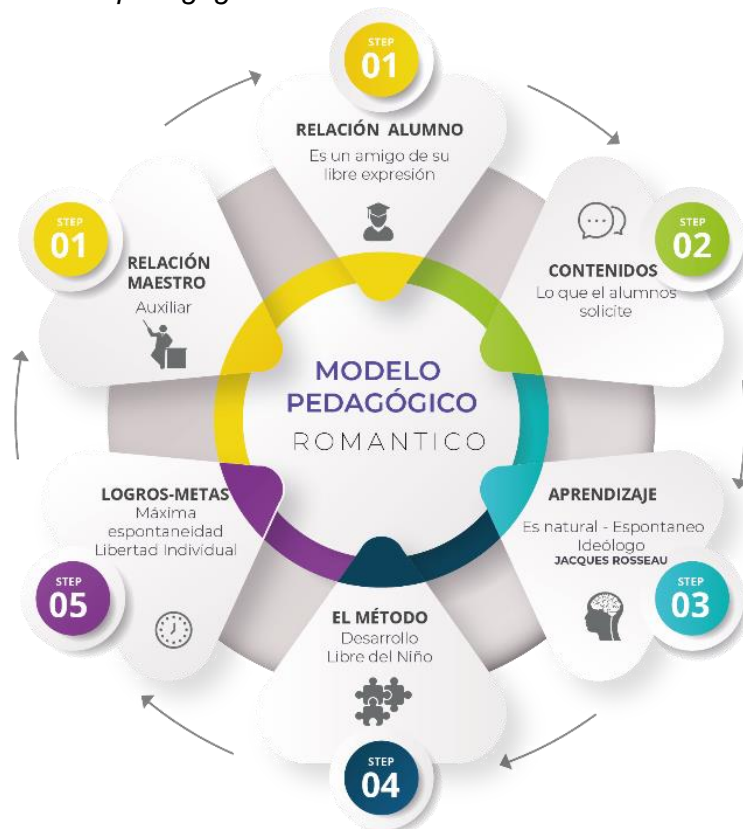 STEP
01
RELACIÓN ALUMNO
Es un amigo de su
libre expresión
STEP
02
CONTENIDOS
Lo que el alumnos
solicite
STEP
03
APRENDIZAJE
Es natural - Espontaneo
Ideólogo
JACQUES ROSSEAU
STEP
04
EL MÉTODO
Desarrollo
Libre del Niño
STEP
05
LOGROS-METAS
Máxima
espontaneidad
Libertad Individual
STEP
01
RELACIÓN
MAESTRO
Auxiliar
MODELO
PEDAGÓGICO
ROMANTICO